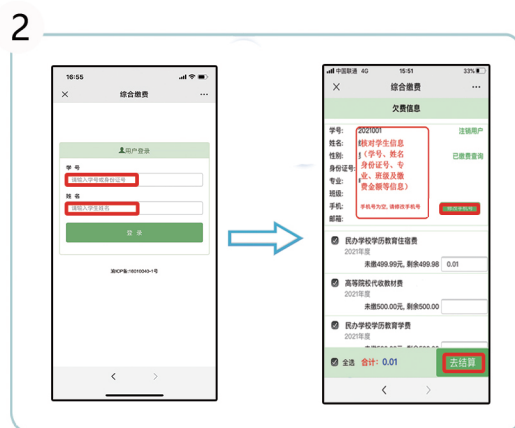 2
16:55
综合缴费
用户登录
学 号
请输入学号或身份证号
姓 名
请输入学生姓名
登 录
渝ICP备:16010040-1号
中国联通 4G 15:51 33%
综合缴费
欠费信息
学号: 2021001 注销用户
姓名: 核对学生信息
性别: (学号、姓名 已缴费查询
身份证号: 身份证号、专
专业: 业、班级及缴
班级: 费金额等信息)
手机: 手机号为空, 请修改手机号
邮箱:
民办学校学历教育住宿费
2021年度
未缴499.99元, 剩余499.98 0.01
高等院校代收教材费
2021年度
未缴500.00元, 剩余500.00
民办学校学历教育学费
2021年度
全选 合计: 0.01 去结算